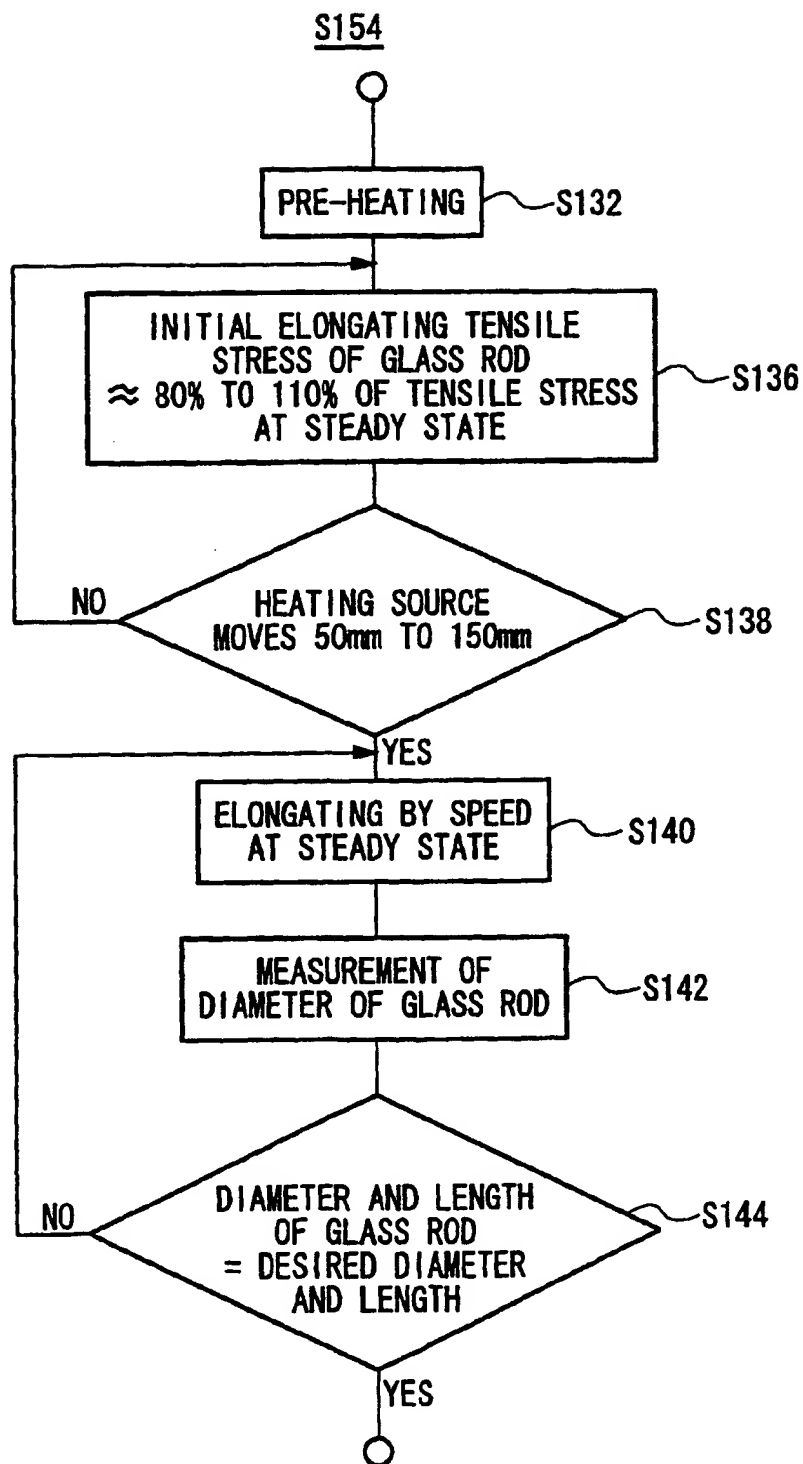 S154
PRE-HEATING
S132
INITIAL ELONGATING TENSILE
STRESS OF GLASS ROD
≈ 80% TO 110% OF TENSILE STRESS
AT STEADY STATE
S136
HEATING SOURCE
MOVES 50mm TO 150mm
S138
NO
YES
ELONGATING BY SPEED
AT STEADY STATE
S140
MEASUREMENT OF
DIAMETER OF GLASS ROD
S142
DIAMETER AND LENGTH
OF GLASS ROD
= DESIRED DIAMETER
AND LENGTH
S144
NO
YES